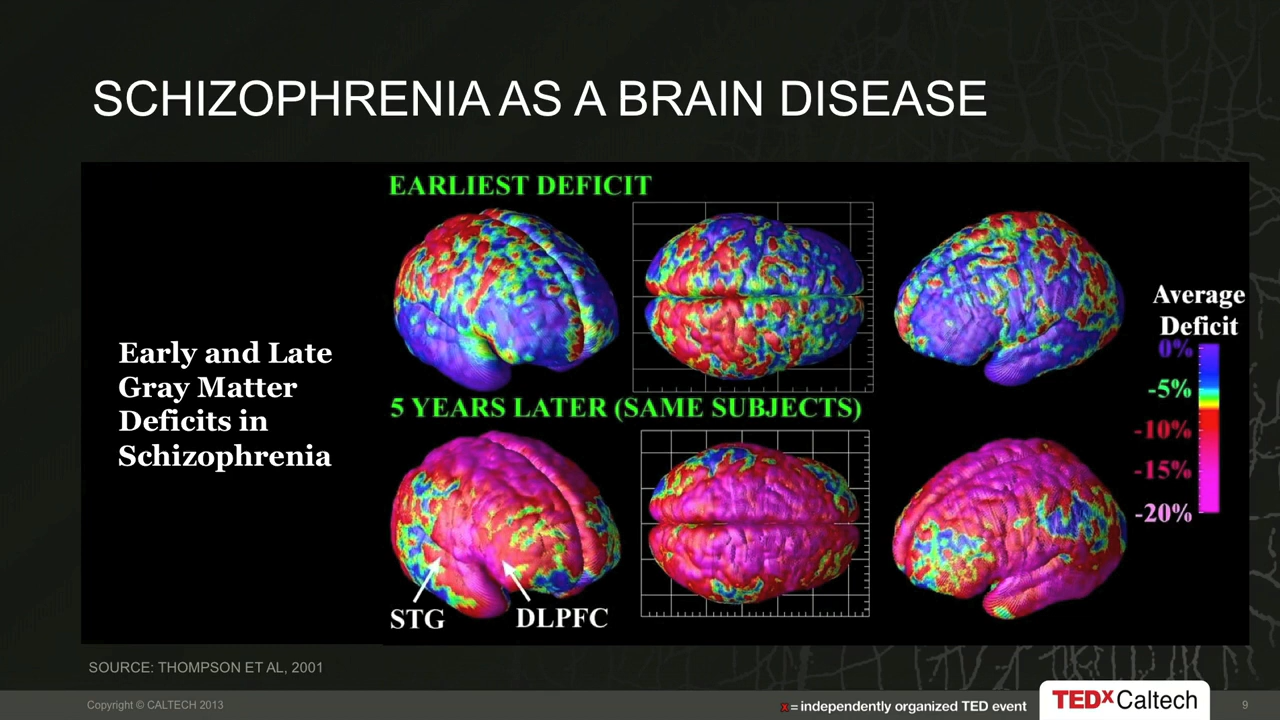 SCHIZOPHRENIA AS A BRAIN DISEASE
EARLIEST DEFICIT
Early and Late
Gray Matter
Deficits in
Schizophrenia
Average
Deficit
0%
-5%
-10%
-15%
-20%
5 YEARS LATER (SAME SUBJECTS)
STG
DLPFC
SOURCE: THOMPSON ET AL, 2001
Copyright © CALTECH 2013
x = independently organized TED event
TEDxCaltech
9